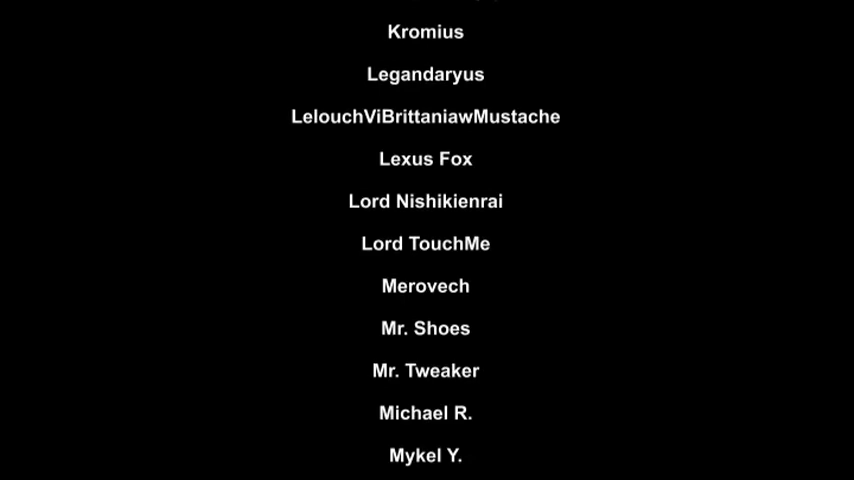 Kromius
Legandaryus
LelouchViBrittaniawMustache
Lexus Fox
Lord Nishikienrai
Lord TouchMe
Merovech
Mr. Shoes
Mr. Tweaker
Michael R.
Mykel Y.